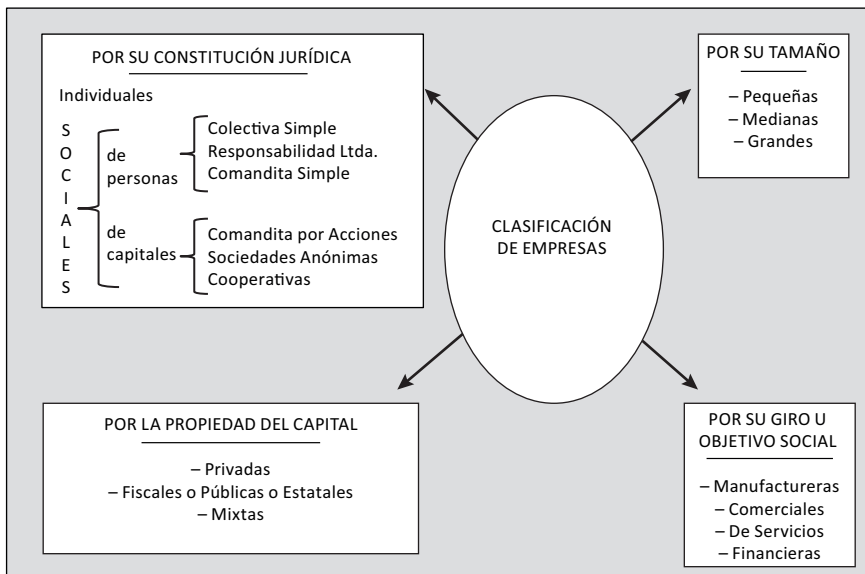 POR SU CONSTITUCIÓN JURÍDICA
Individuales
S
O
C
I
A
L
E
S
de
personas
Colectiva Simple
Responsabilidad Ltda.
Comandita Simple
de
capitales
Comandita por Acciones
Sociedades Anónimas
Cooperativas
POR SU TAMAÑO
– Pequeñas
– Medianas
– Grandes
CLASIFICACIÓN
DE EMPRESAS
POR LA PROPIEDAD DEL CAPITAL
– Privadas
– Fiscales o Públicas o Estatales
– Mixtas
POR SU GIRO U
OBJETIVO SOCIAL
– Manufactureras
– Comerciales
– De Servicios
– Financieras